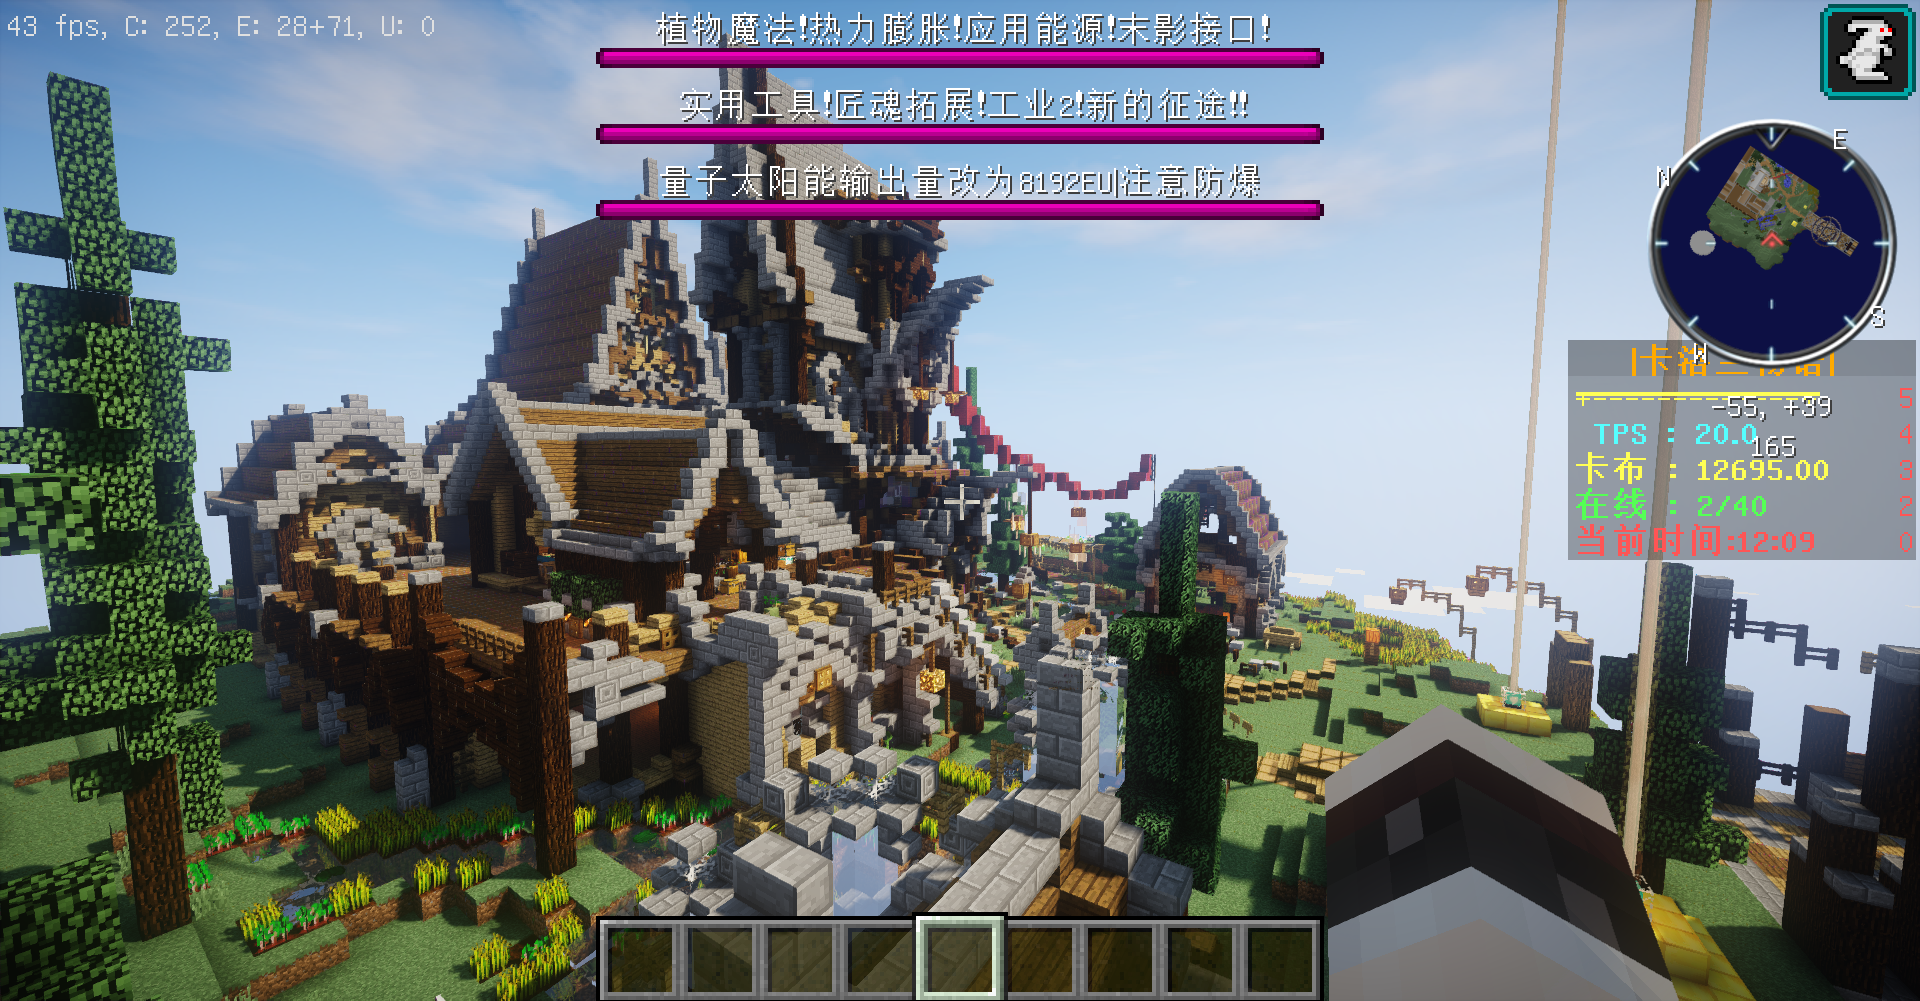 43 fps, C: 252, E: 28+71, U: 0
植物魔法!热力膨胀!应用能源!末影接口!
实用工具!匠魂拓展!工业2!新的征途!!
量子太阳能输出量改为8192EU|注意防爆
N
E
S
W
-55, +39
165
5
TPS : 20.0 4
卡布 : 12695.00 3
在线 : 2/40 2
当前时间:12:09 0